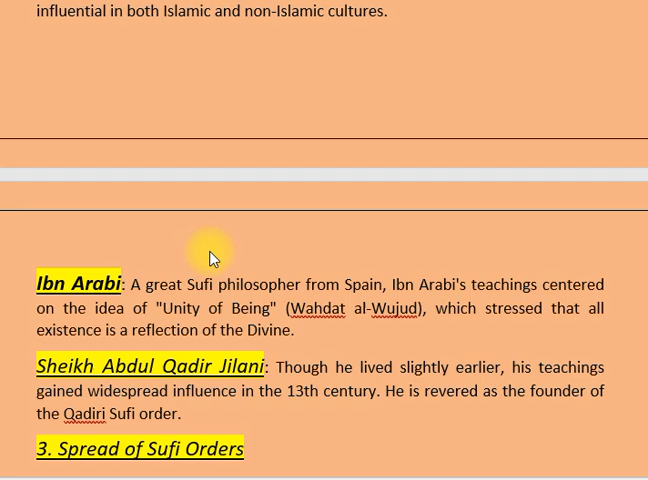 influential in both Islamic and non-Islamic cultures.
Ibn Arabi: A great Sufi philosopher from Spain, Ibn Arabi's teachings centered
on the idea of "Unity of Being" (Wahdat al-Wujud), which stressed that all
existence is a reflection of the Divine.
Sheikh Abdul Qadir Jilani: Though he lived slightly earlier, his teachings
gained widespread influence in the 13th century. He is revered as the founder of
the Qadiri Sufi order.
3. Spread of Sufi Orders